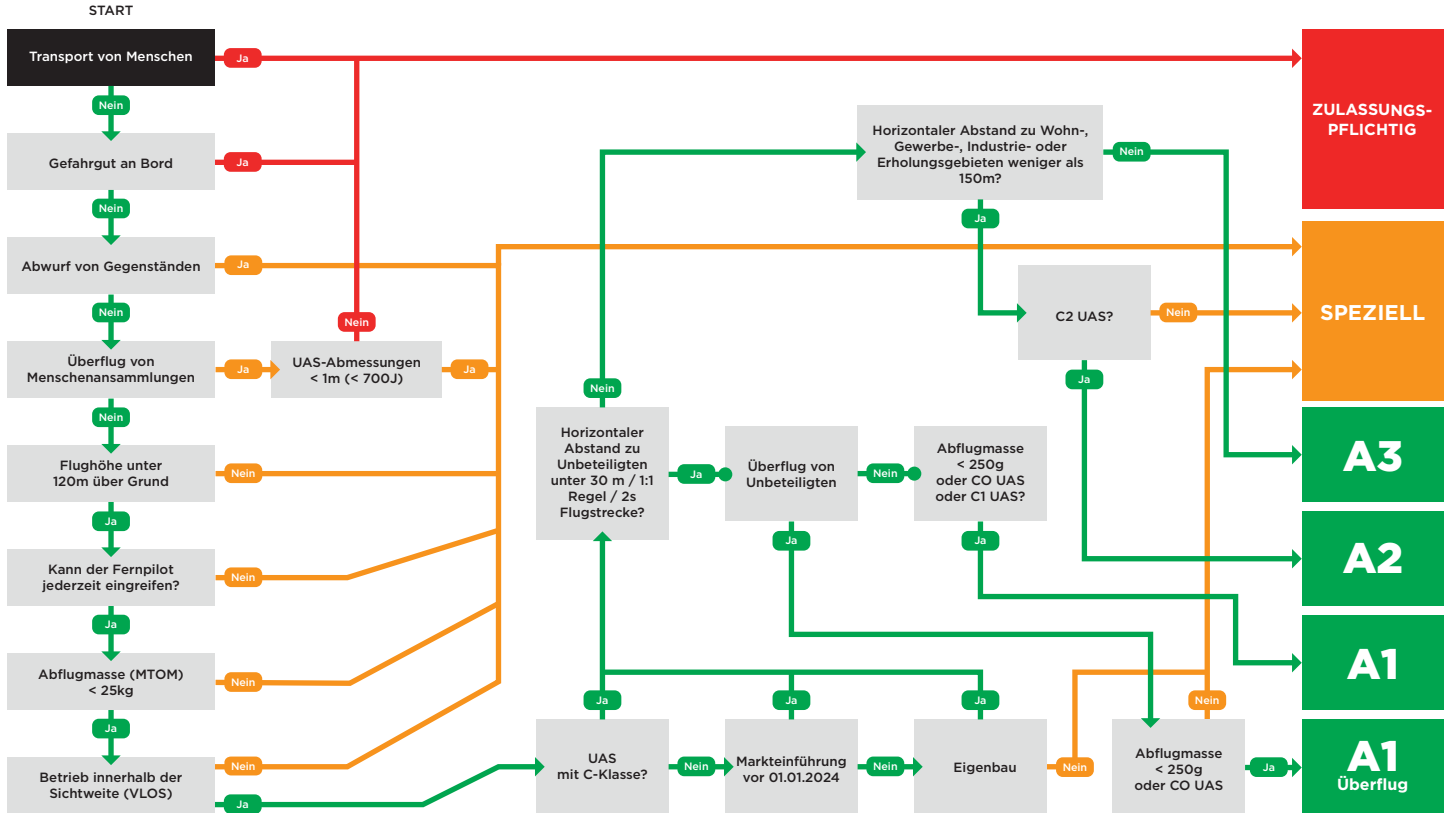 START
Transport von Menschen
Ja
Nein
Gefahrgut an Bord
Ja
Nein
Abwurf von Gegenständen
Ja
Nein
Überflug von
Menschenansammlungen
Ja
UAS-Abmessungen
< 1m (< 700J)
Nein
Ja
Nein
Flughöhe unter
120m über Grund
Nein
Ja
Kann der Fernpilot
jederzeit eingreifen?
Nein
Ja
Abflugmasse (MTOM)
< 25kg
Nein
Ja
Betrieb innerhalb der
Sichtweite (VLOS)
Nein
Ja
UAS
mit C-Klasse?
Ja
Nein
Markteinführung
vor 01.01.2024
Ja
Nein
Eigenbau
Ja
Nein
Horizontaler
Abstand zu
Unbeteiligten
unter 30 m / 1:1
Regel / 2s
Flugstrecke?
Nein
Ja
Überflug von
Unbeteiligten
Nein
Ja
Abflugmasse
< 250g
oder CO UAS
oder C1 UAS?
Ja
Horizontaler Abstand zu Wohn-,
Gewerbe-, Industrie- oder
Erholungsgebieten weniger als
150m?
Nein
Ja
C2 UAS?
Nein
Ja
Abflugmasse
< 250g
oder CO UAS
Nein
Ja
ZULASSUNGS-
PFLICHTIG
SPEZIELL
A3
A2
A1
A1
Überflug